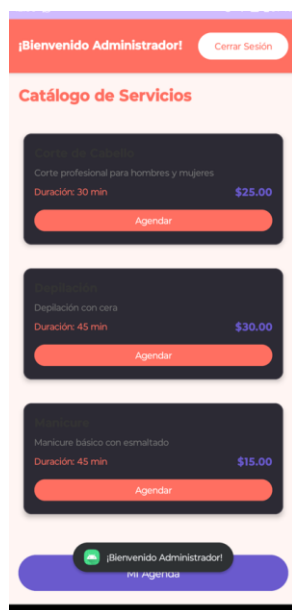 ¡Bienvenido Administrador!
Cerrar Sesión
Catálogo de Servicios
Corte de Cabello
Corte profesional para hombres y mujeres
Duración: 30 min
$25.00
Agendar
Depilación
Depilación con cera
Duración: 45 min
$30.00
Agendar
Manicura
Manicure básico con esmaltado
Duración: 45 min
$15.00
Agendar
¡Bienvenido Administrador!
Mi Agenda